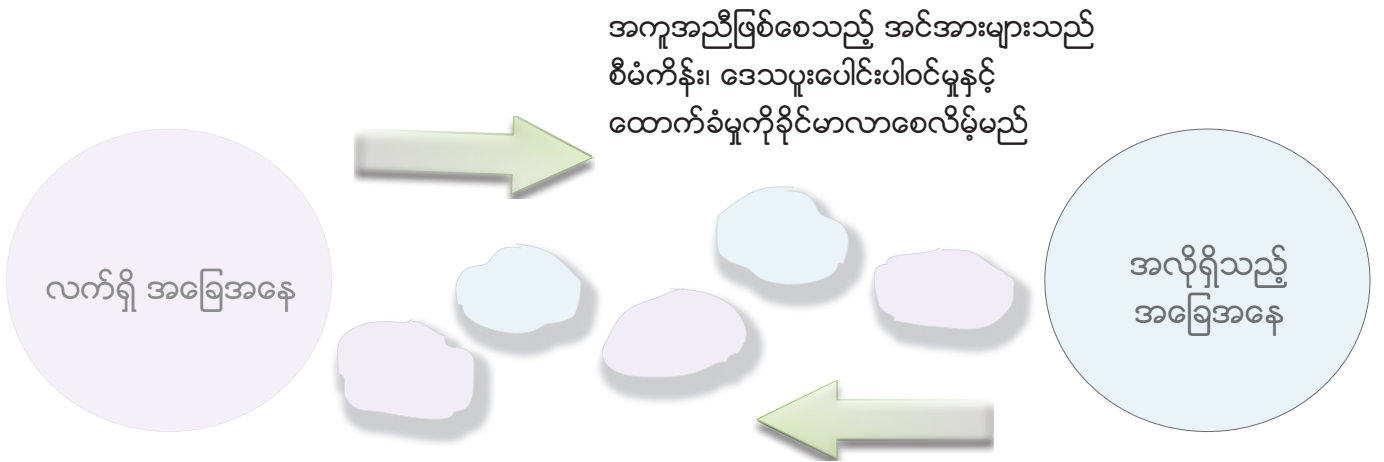 အကူအညီဖြစ်စေသည့် အင်အားများသည်
စီမံကိန်း၊ ဒေသပူးပေါင်းပါဝင်မှုနှင့်
ထောက်ခံမှုကိုခိုင်မာလာစေလိမ့်မည်
လက်ရှိ အခြေအနေ
အလိုရှိသည့်
အခြေအနေ